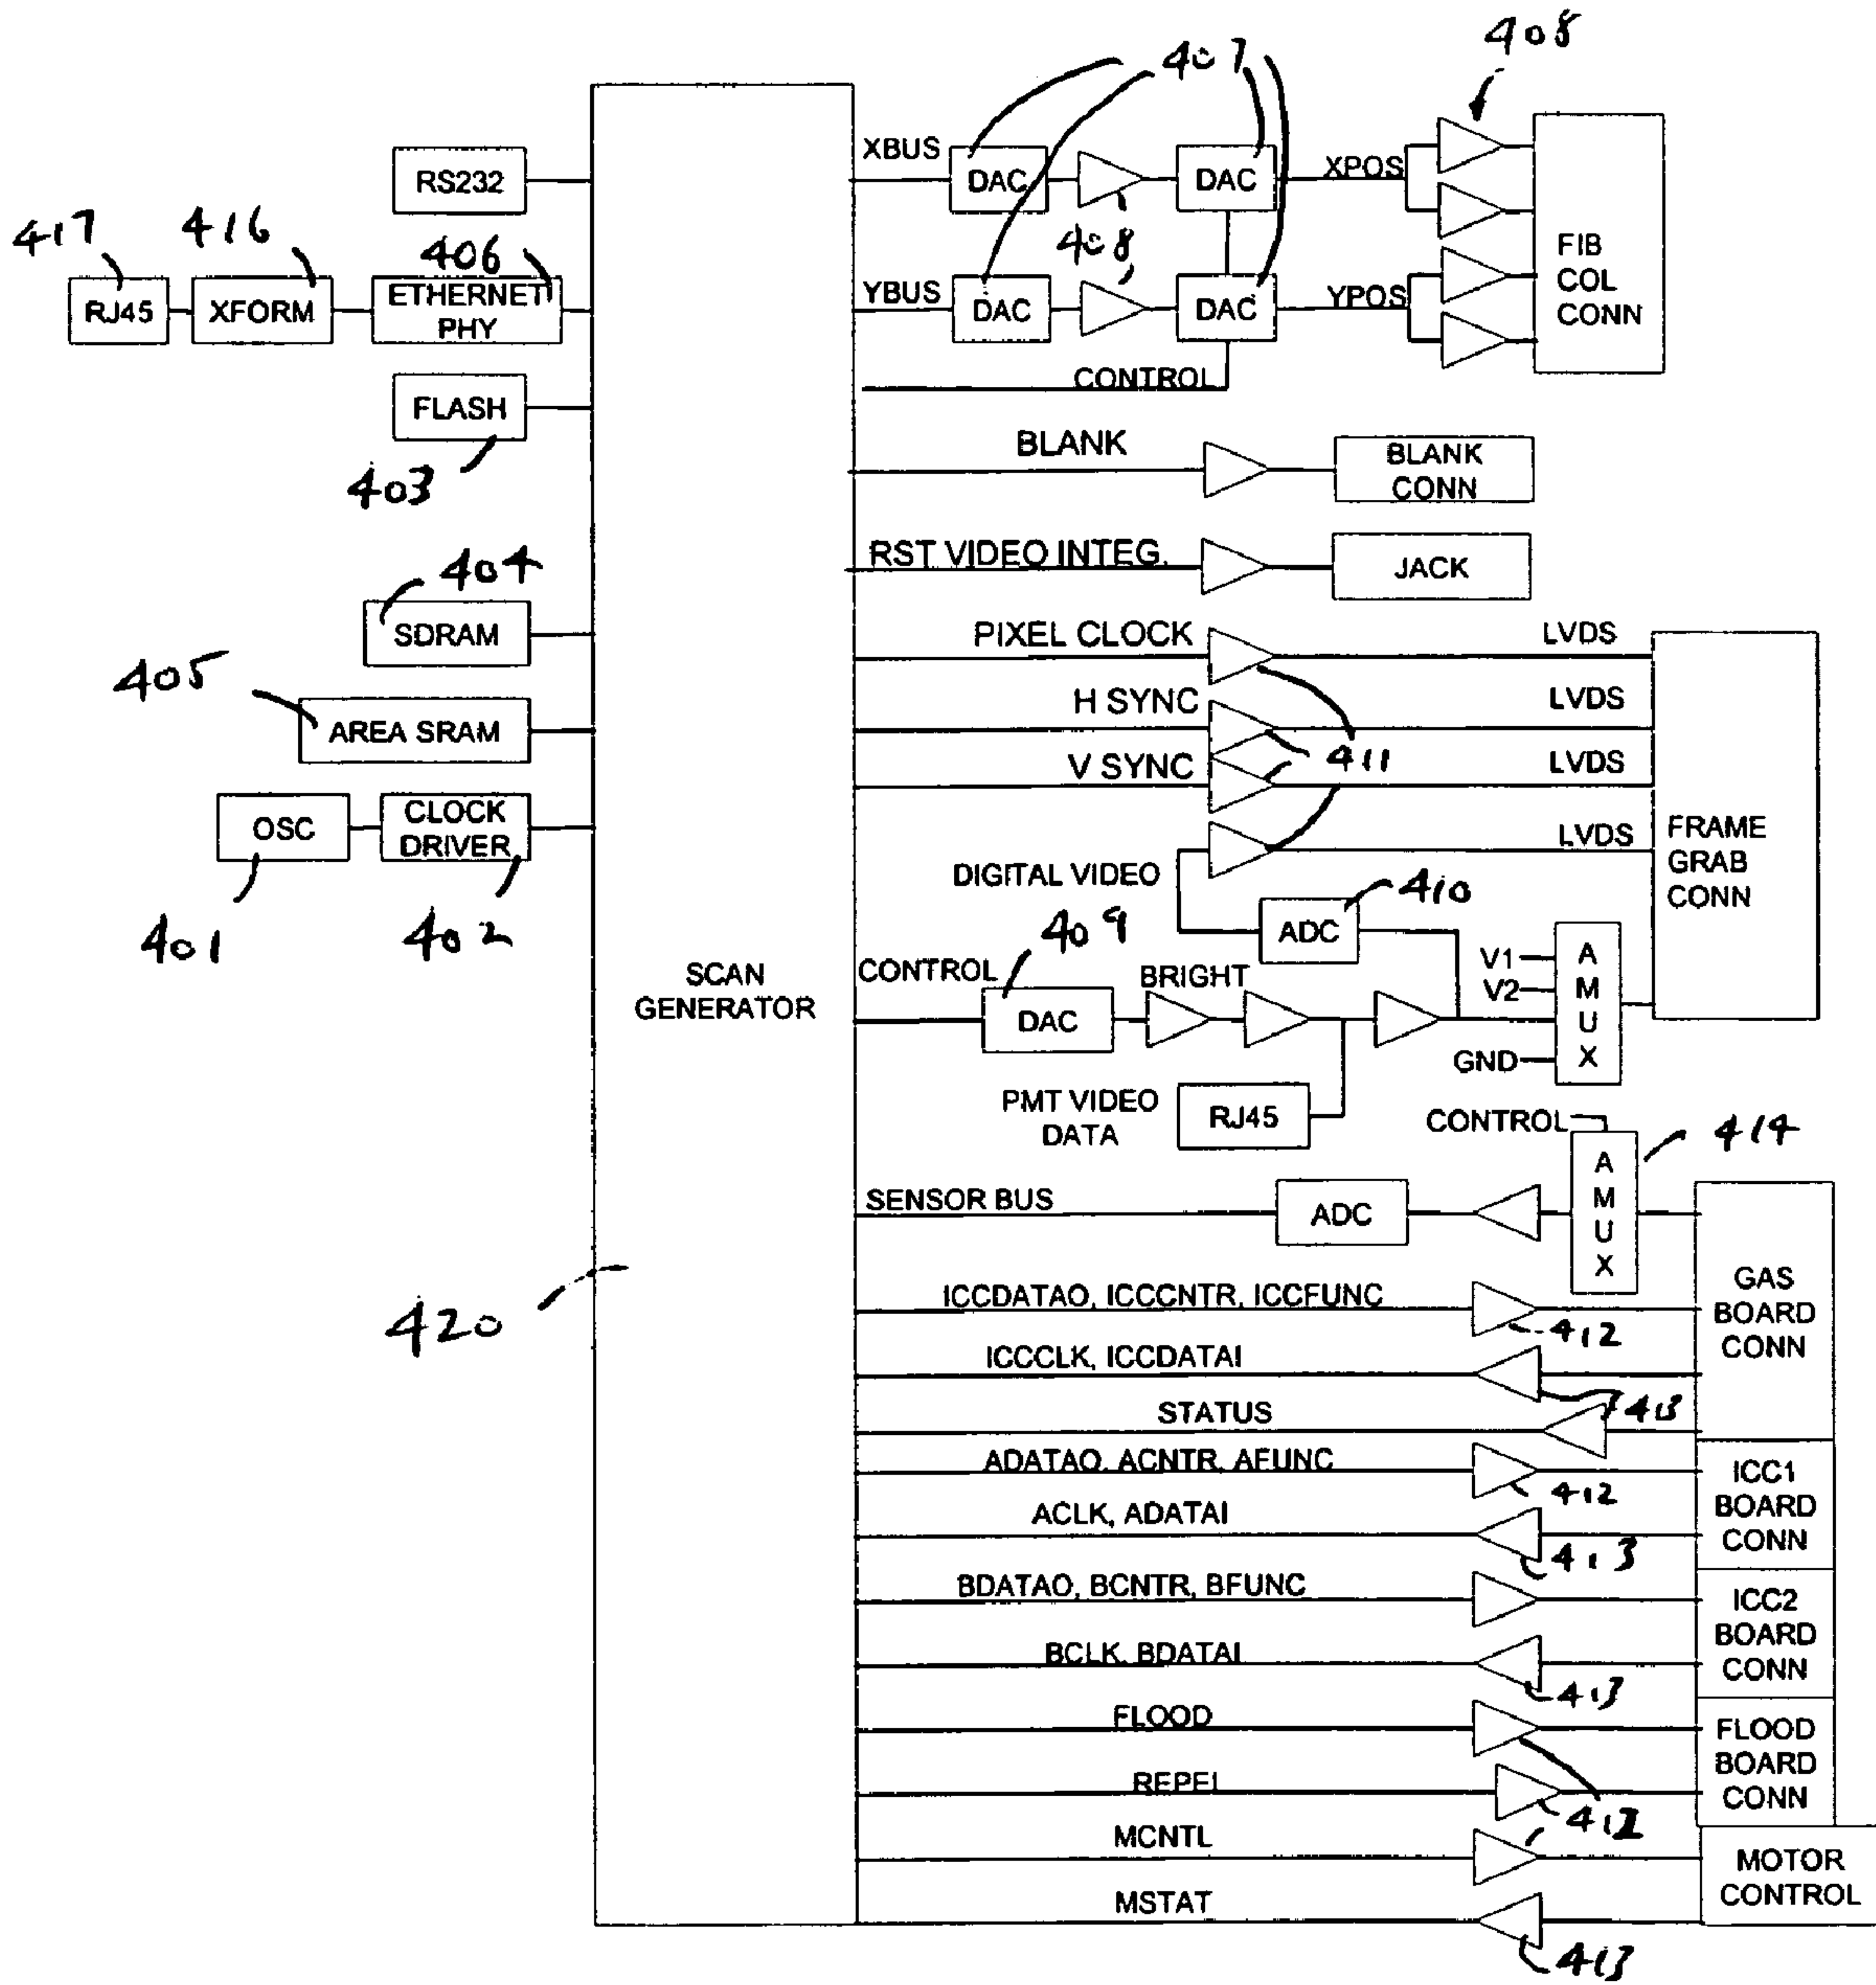 407
408
XBUS
DAC
DAC
XPOS
RS232
408
417
416
406
FIB
COL
CONN
RJ45
XFORM
ETHERNET
PHY
YBUS
DAC
DAC
YPOS
FLASH
CONTROL
403
BLANK
BLANK
CONN
RST VIDEO INTEG.
JACK
404
SDRAM
PIXEL CLOCK
LVDS
405
H SYNC
LVDS
AREA SRAM
411
V SYNC
LVDS
OSC
CLOCK
DRIVER
LVDS
FRAME
GRAB
CONN
DIGITAL VIDEO
410
401
402
409
ADC
SCAN
GENERATOR
CONTROL
BRIGHT
DAC
V1
V2
GND
A
M
U
X
PMT VIDEO
DATA
RJ45
CONTROL
414
A
M
U
X
SENSOR BUS
ADC
GAS
BOARD
CONN
420
ICCDATAO, ICCCNTR, ICCFUNC
412
ICCCLK, ICCDATAI
413
STATUS
ADATAO, ACNTR, AFUNC
412
ICC1
BOARD
CONN
ACLK, ADATAI
413
BDATAO, BCNTR, BFUNC
ICC2
BOARD
CONN
BCLK, BDATAI
413
FLOOD
FLOOD
BOARD
CONN
REPEL
412
MCNTL
MOTOR
CONTROL
MSTAT
413